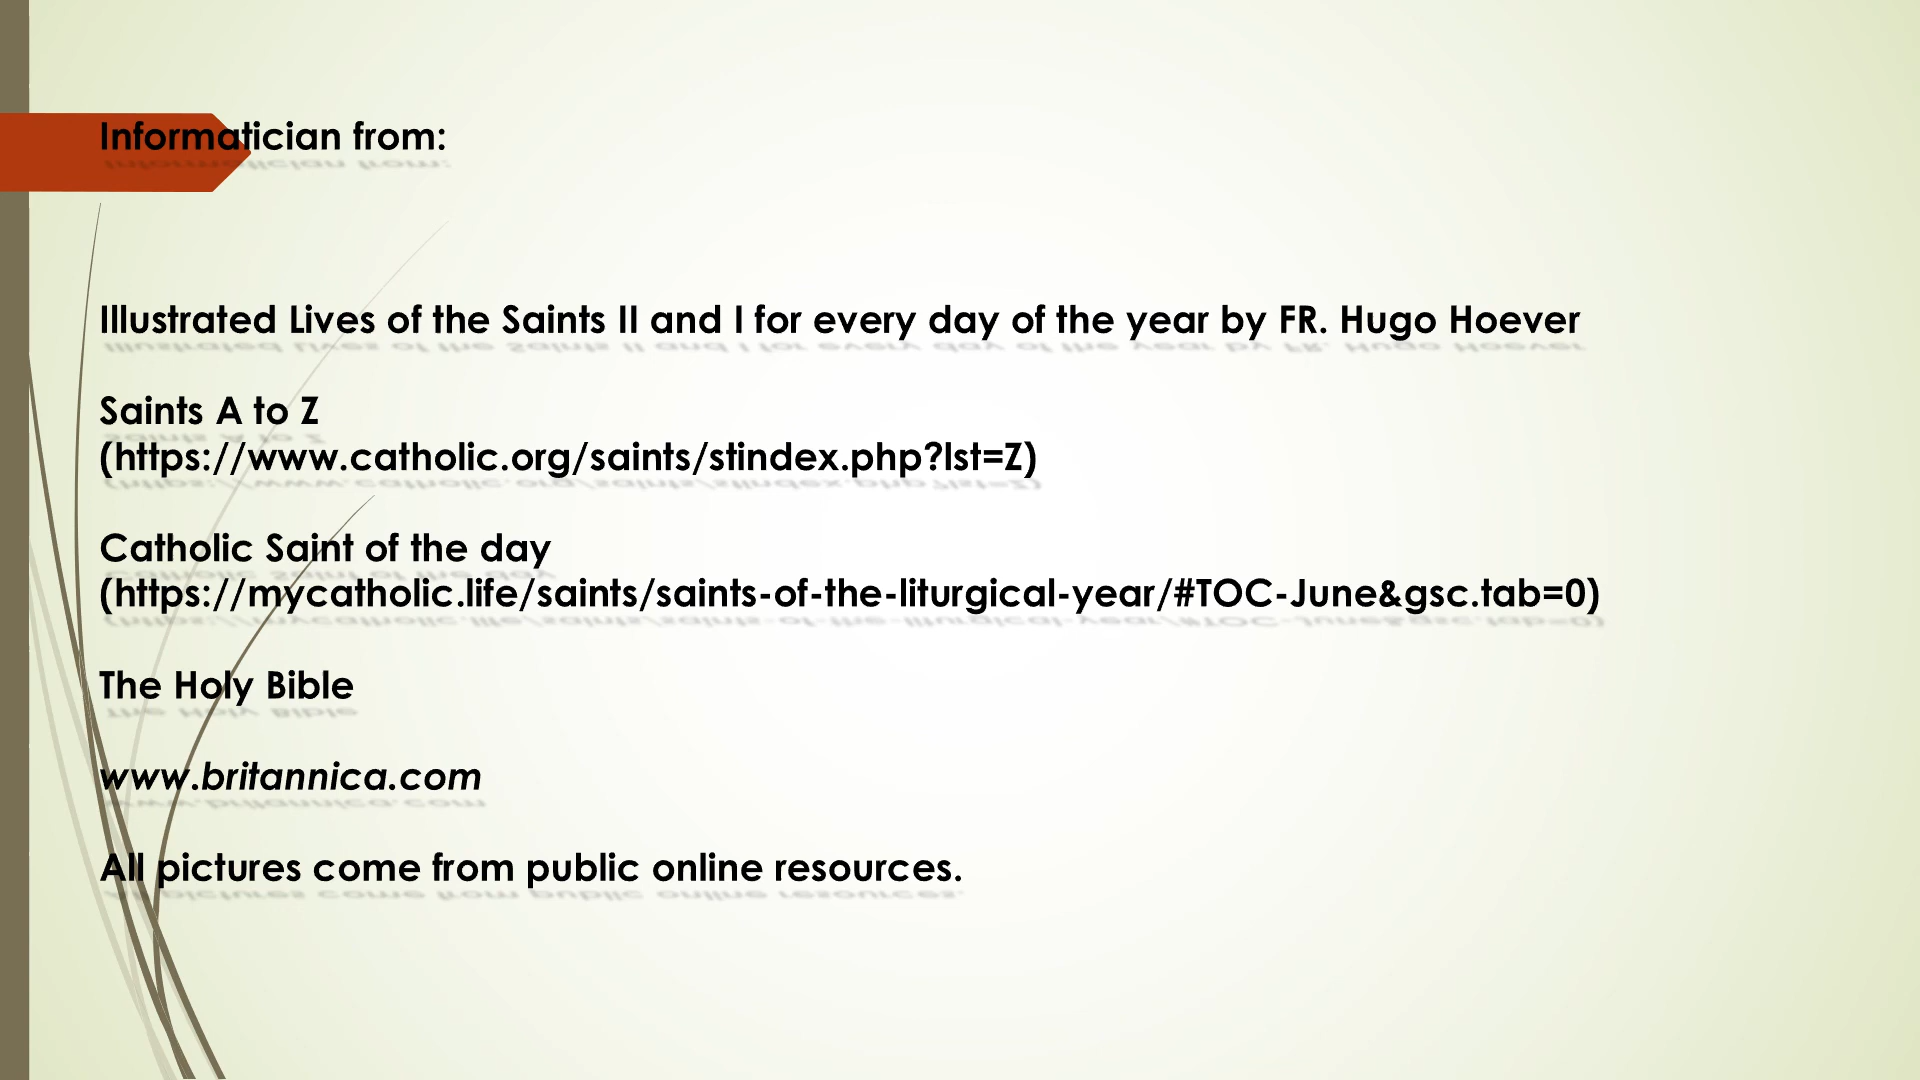 Informatician from:
Illustrated Lives of the Saints II and I for every day of the year by FR. Hugo Hoever
Saints A to Z
(https://www.catholic.org/saints/stindex.php?lst=Z)
Catholic Saint of the day
(https://mycatholic.life/saints/saints-of-the-liturgical-year/#TOC-June&gsc.tab=0)
The Holy Bible
www.britannica.com
All pictures come from public online resources.